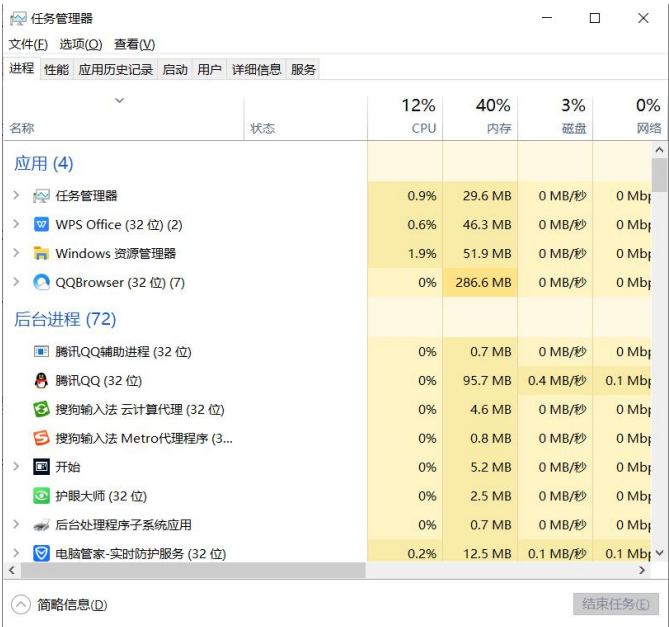 任务管理器
文件(F) 选项(O) 查看(V)
进程 性能 应用历史记录 启动 用户 详细信息 服务
12% 40% 3% 0%
名称 状态 CPU 内存 磁盘 网络
应用 (4)
任务管理器 0.9% 29.6 MB 0 MB/秒 0 Mbp
WPS Office (32 位) (2) 0.6% 46.3 MB 0 MB/秒 0 Mbp
Windows 资源管理器 1.9% 51.9 MB 0 MB/秒 0 Mbp
QQBrowser (32 位) (7) 0% 286.6 MB 0 MB/秒 0 Mbp
后台进程 (72)
腾讯QQ辅助进程 (32 位) 0% 0.7 MB 0 MB/秒 0 Mbp
腾讯QQ (32 位) 0% 95.7 MB 0.4 MB/秒 0.1 Mbp
搜狗输入法 云计算代理 (32 位) 0% 4.6 MB 0 MB/秒 0 Mbp
搜狗输入法 Metro代理程序 (3... 0% 0.8 MB 0 MB/秒 0 Mbp
开始 0% 5.2 MB 0 MB/秒 0 Mbp
护眼大师 (32 位) 0% 2.5 MB 0 MB/秒 0 Mbp
后台处理程序子系统应用 0% 0.7 MB 0 MB/秒 0 Mbp
电脑管家-实时防护服务 (32 位) 0.2% 12.5 MB 0.1 MB/秒 0.1 Mbp
简略信息(D) 结束任务(E)